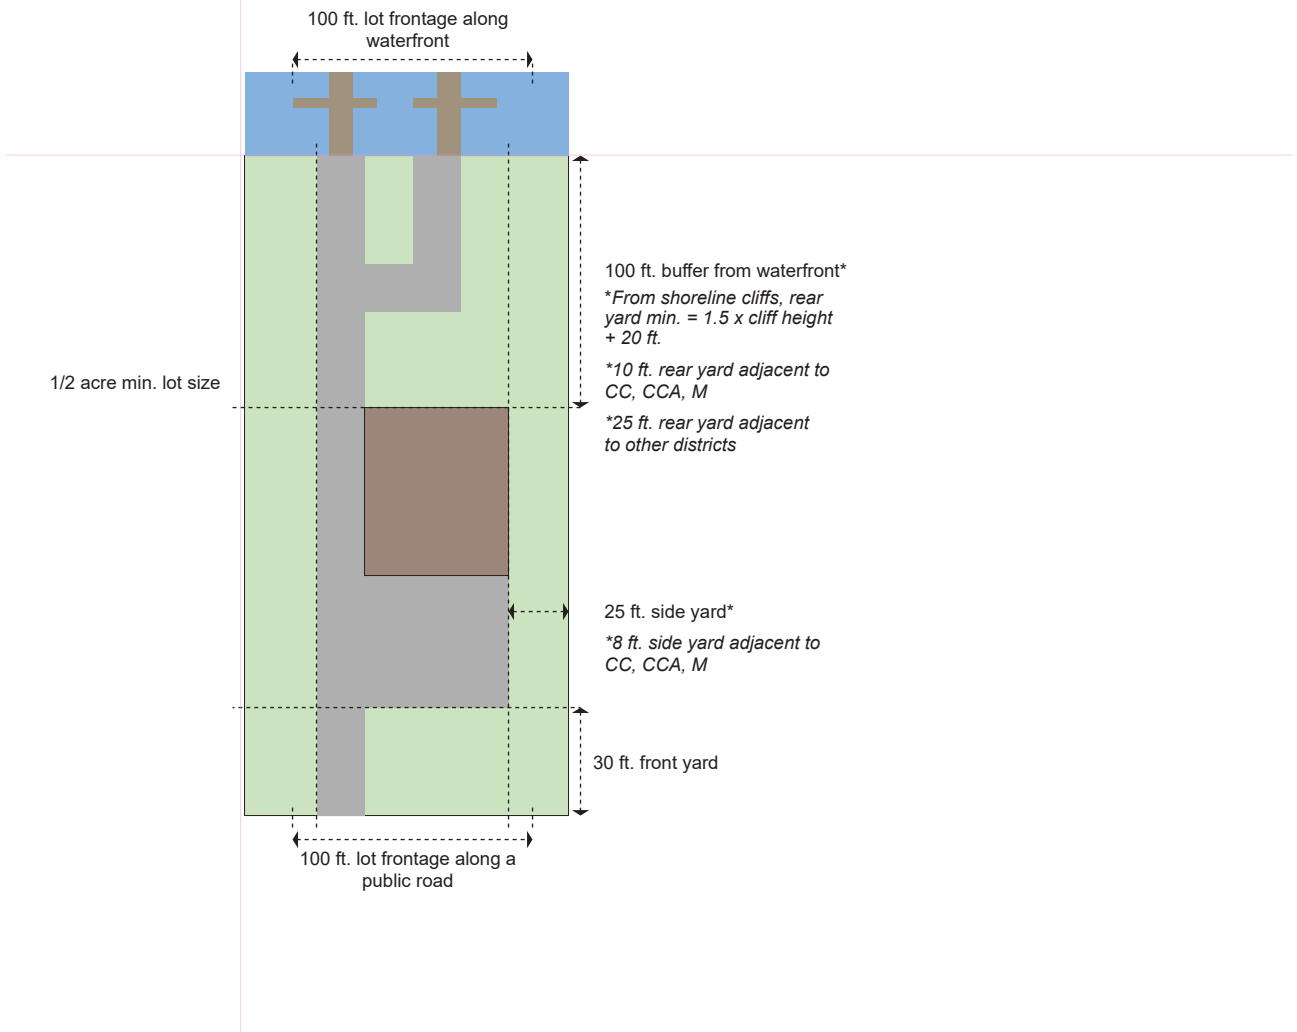 100 ft. lot frontage along
waterfront
100 ft. buffer from waterfront*
*From shoreline cliffs, rear
yard min. = 1.5 x cliff height
+ 20 ft.
*10 ft. rear yard adjacent to
CC, CCA, M
1/2 acre min. lot size
*25 ft. rear yard adjacent
to other districts
25 ft. side yard*
*8 ft. side yard adjacent to
CC, CCA, M
30 ft. front yard
100 ft. lot frontage along a
public road